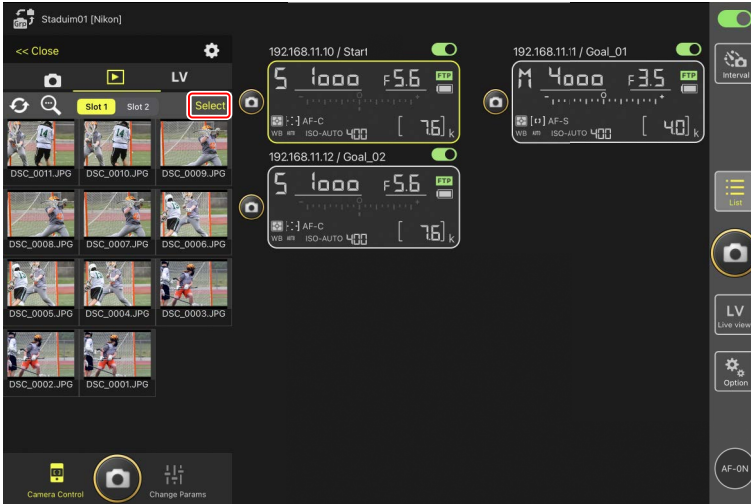 Grp Staduim01 [Nikon]
<< Close
LV
Slot 1 Slot 2 Select
DSC_0011.JPG DSC_0010.JPG DSC_0009.JPG
DSC_0008.JPG DSC_0007.JPG DSC_0006.JPG
DSC_0005.JPG DSC_0004.JPG DSC_0003.JPG
DSC_0002.JPG DSC_0001.JPG
Camera Control
Change Params
192.168.11.10 / Start
S 1000 F5.6 FTP
AF-C
WB ISO-AUTO 400 [ 7.6] k
192.168.11.11 / Goal_01
M 4000 F3.5 FTP
AF-S
WB ISO-AUTO 400 [ 4.0] k
192.168.11.12 / Goal_02
S 1000 F5.6 FTP
AF-C
WB ISO-AUTO 400 [ 7.6] k
Interval
List
LV
Live view
Option
AF-ON